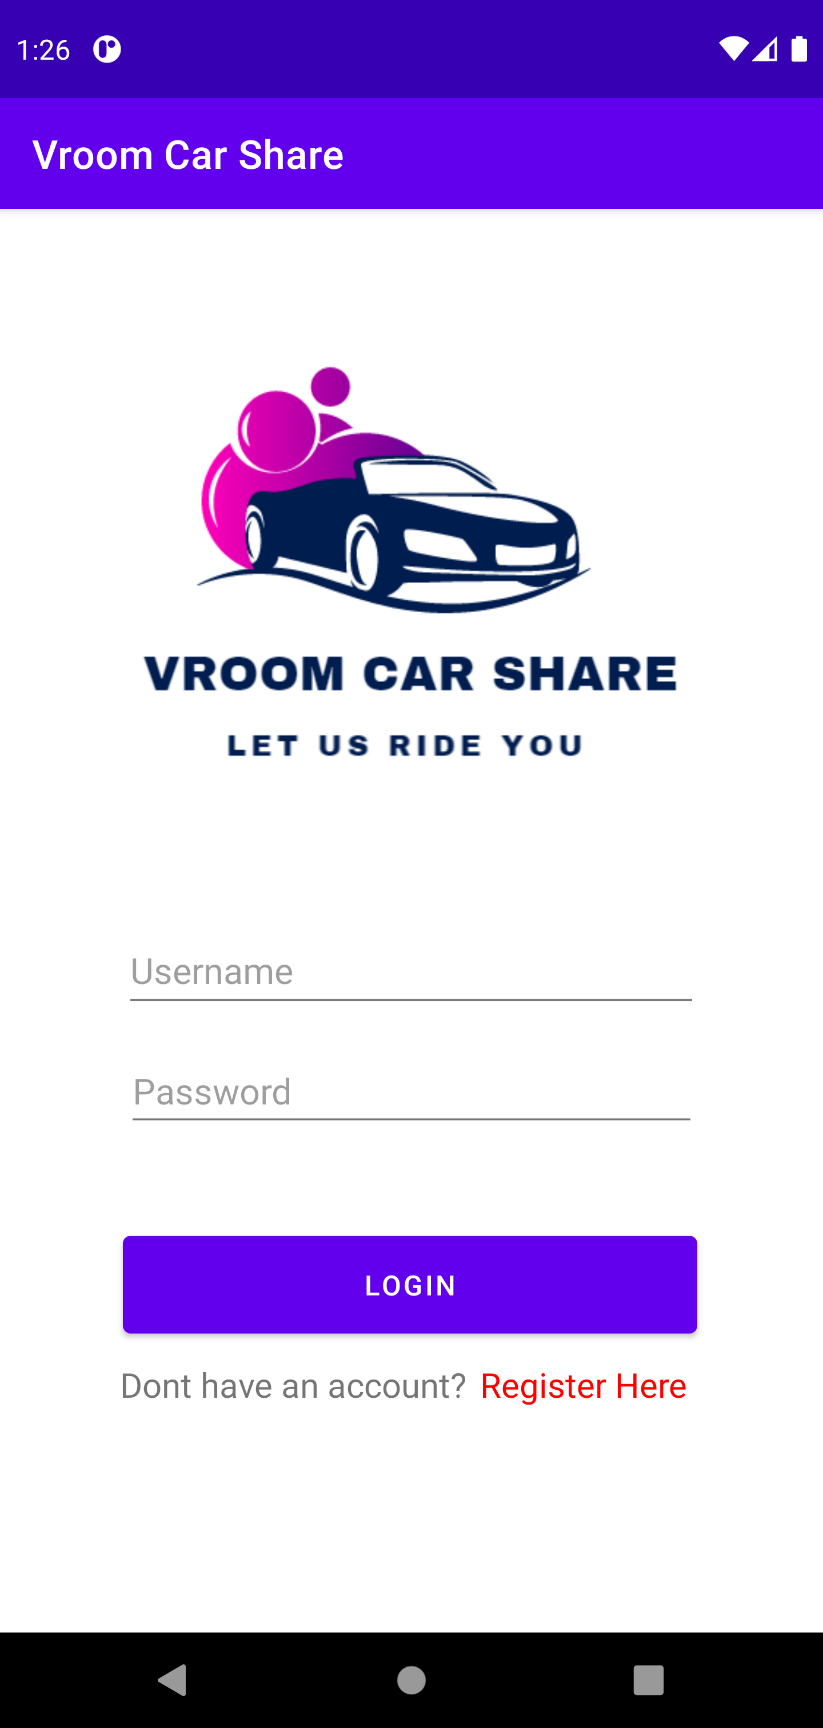 1:26
Vroom Car Share
VROOM CAR SHARE
LET US RIDE YOU
Username
Password
LOGIN
Dont have an account? Register Here